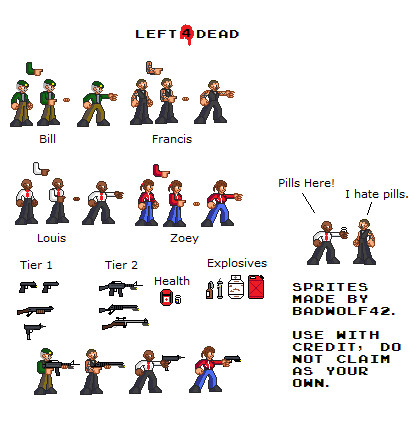 LEFT 4 DEAD
Bill
Francis
Louis
Zoey
Pills Here!
I hate pills.
Tier 1
Tier 2
Health
Explosives
SPRITES
MADE BY
BADWOLF42.
USE WITH
CREDIT, DO
NOT CLAIM
AS YOUR
OWN.